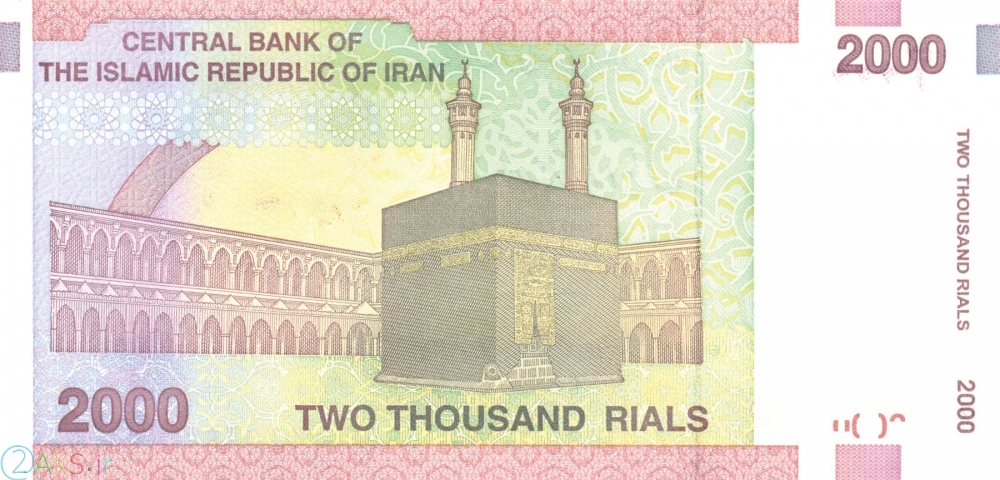 CENTRAL BANK OF
THE ISLAMIC REPUBLIC OF IRAN
2000
TWO THOUSAND RIALS
2000
2000
TWO THOUSAND RIALS
2Aks.ir